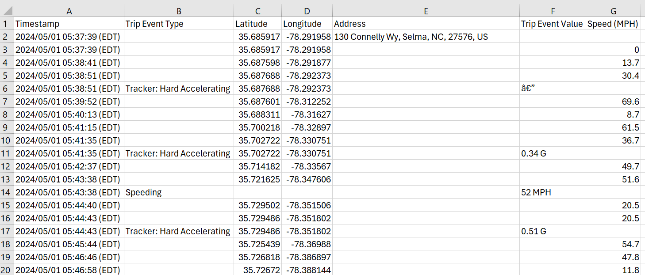 A B C D E F G
1 Timestamp Trip Event Type Latitude Longitude Address Trip Event Value Speed (MPH)
2 2024/05/01 05:37:39 (EDT) 35.685917 -78.291958 130 Connelly Wy, Selma, NC, 27576, US
3 2024/05/01 05:37:39 (EDT) 35.685917 -78.291958 0
4 2024/05/01 05:38:41 (EDT) 35.687598 -78.291877 13.7
5 2024/05/01 05:38:51 (EDT) 35.687688 -78.292373 30.4
6 2024/05/01 05:38:51 (EDT) Tracker: Hard Accelerating 35.687688 -78.292373 â€”
7 2024/05/01 05:39:52 (EDT) 35.687601 -78.312252 69.6
8 2024/05/01 05:40:13 (EDT) 35.688311 -78.31627 8.7
9 2024/05/01 05:41:15 (EDT) 35.700218 -78.32897 61.5
10 2024/05/01 05:41:35 (EDT) 35.702722 -78.330751 36.7
11 2024/05/01 05:41:35 (EDT) Tracker: Hard Accelerating 35.702722 -78.330751 0.34 G
12 2024/05/01 05:42:37 (EDT) 35.714182 -78.33567 49.7
13 2024/05/01 05:43:38 (EDT) 35.721625 -78.347606 51.6
14 2024/05/01 05:43:38 (EDT) Speeding 52 MPH
15 2024/05/01 05:44:40 (EDT) 35.729502 -78.351506 20.5
16 2024/05/01 05:44:43 (EDT) 35.729486 -78.351802 20.5
17 2024/05/01 05:44:43 (EDT) Tracker: Hard Accelerating 35.729486 -78.351802 0.51 G
18 2024/05/01 05:45:44 (EDT) 35.725439 -78.36988 54.7
19 2024/05/01 05:46:46 (EDT) 35.726818 -78.386897 47.8
20 2024/05/01 05:46:58 (EDT) 35.72672 -78.388144 11.8